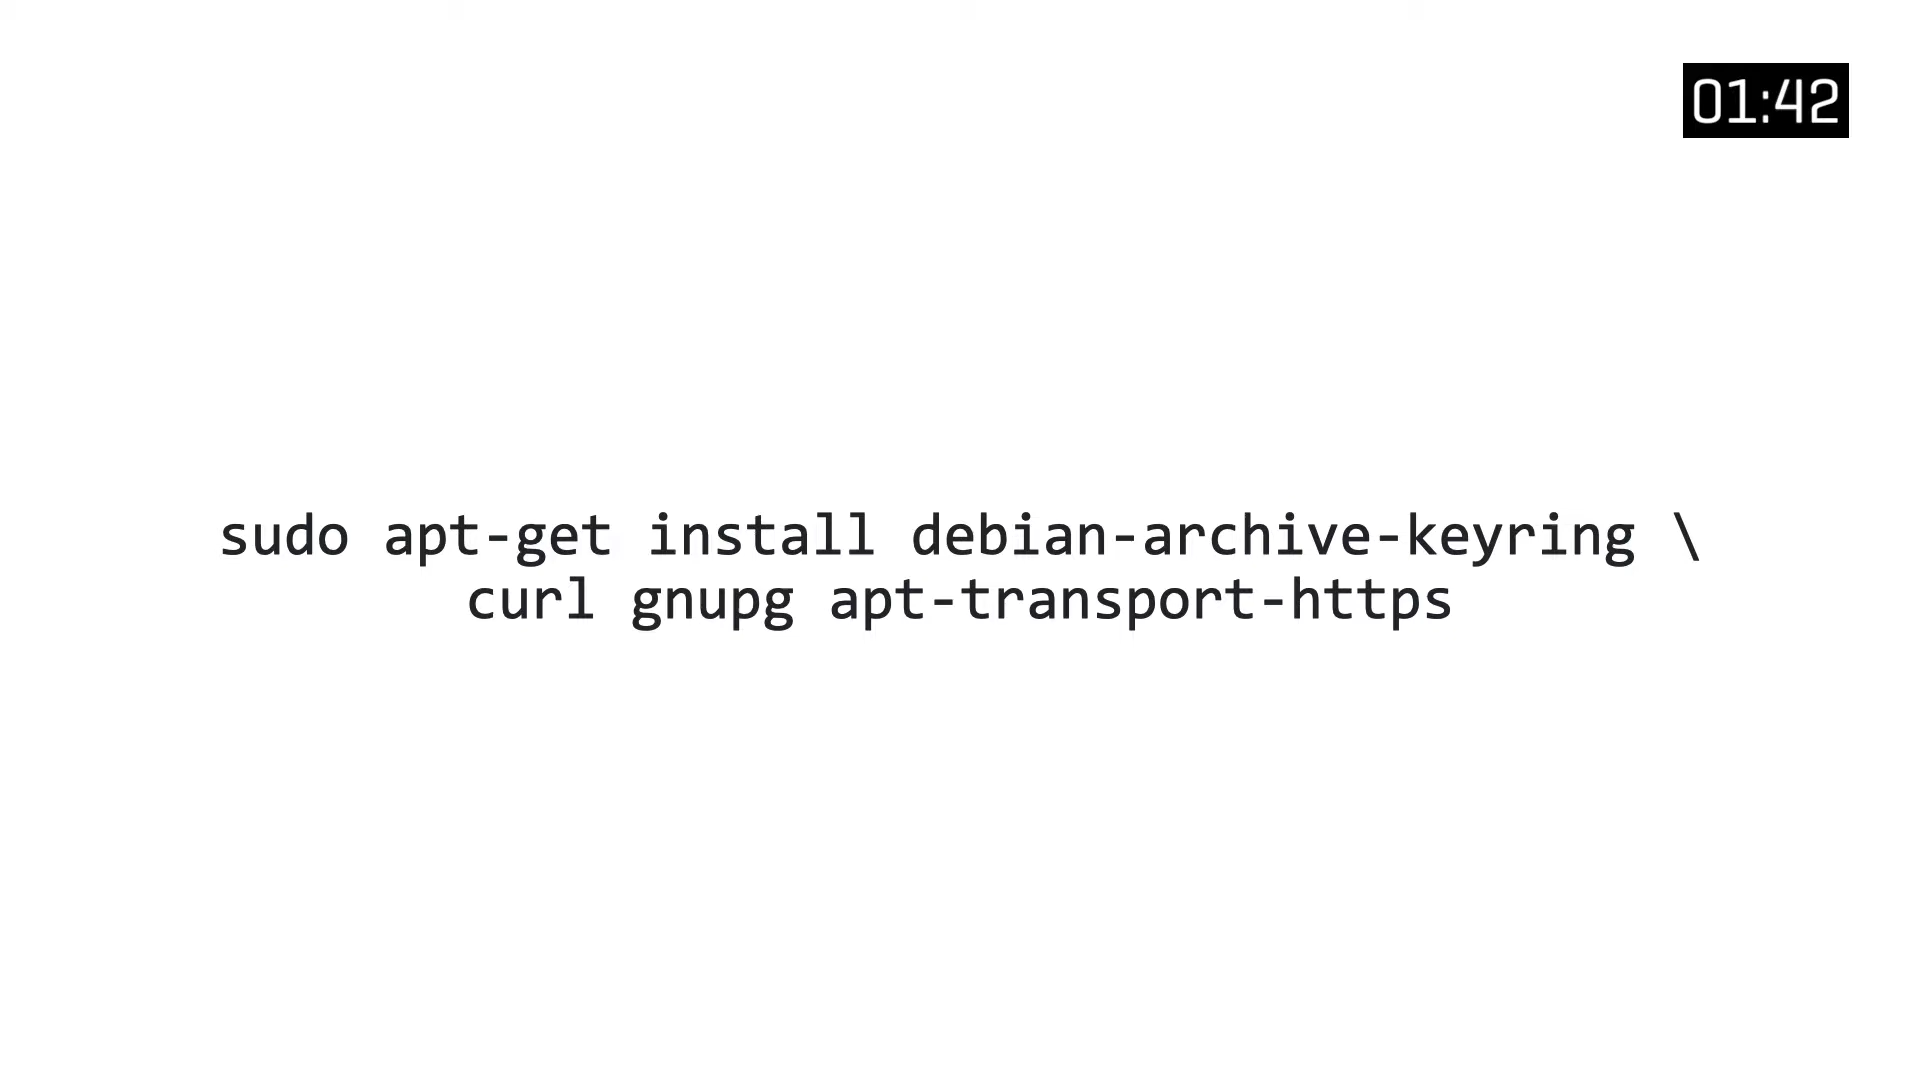 01:42
sudo apt-get install debian-archive-keyring \
curl gnupg apt-transport-https